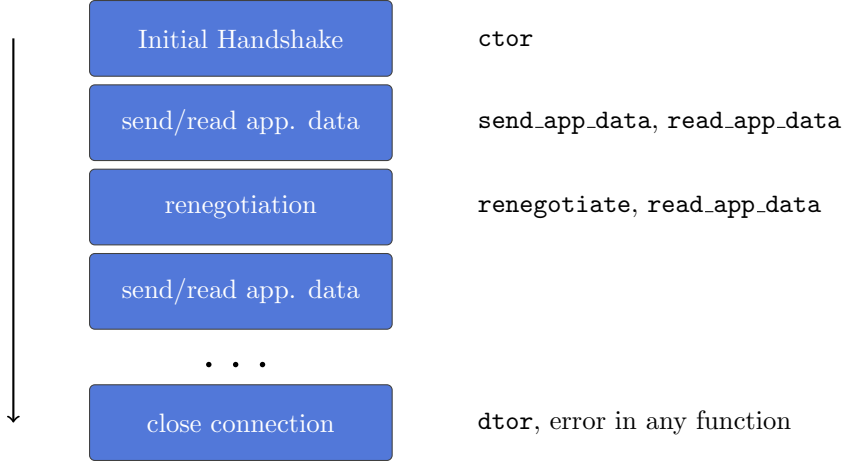 Initial Handshake ctor
send/read app. data send_app_data, read_app_data
renegotiation renegotiate, read_app_data
send/read app. data
. . .
close connection dtor, error in any function